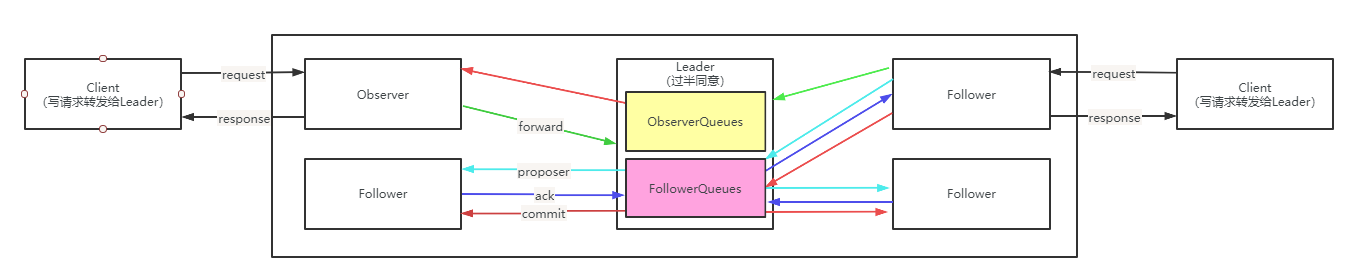 Client
(写请求转发给Leader)
request
response
Observer
forward
Follower
proposer
ack
commit
Leader
(过半同意)
ObserverQueues
FollowerQueues
Follower
Follower
request
response
Client
(写请求转发给Leader)